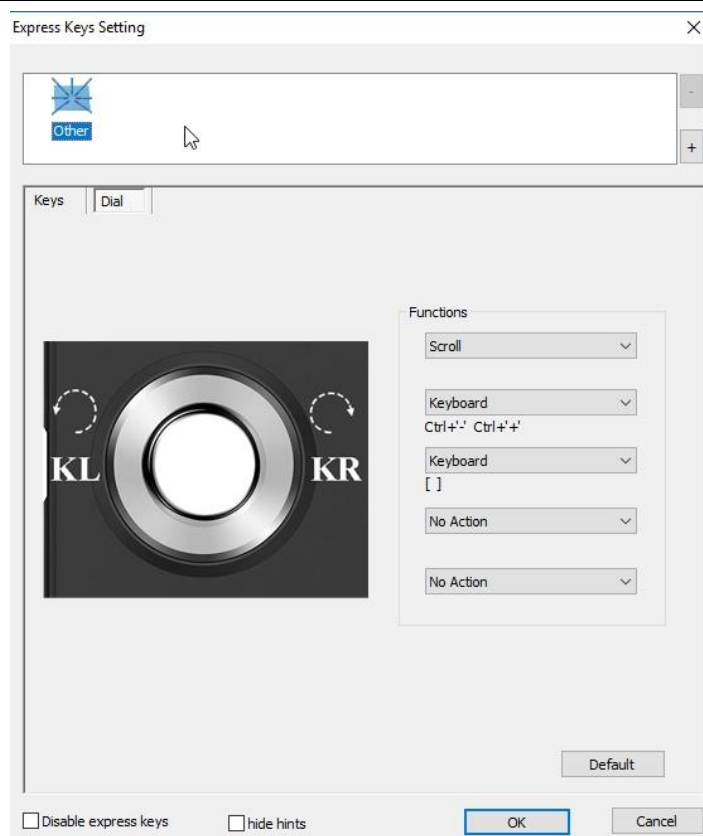 Express Keys Setting
Other
-
+
Keys Dial
Functions
Scroll
Keyboard
Ctrl+'-' Ctrl+'+'
KL KR
Keyboard
[ ]
No Action
No Action
Default
Disable express keys hide hints OK Cancel